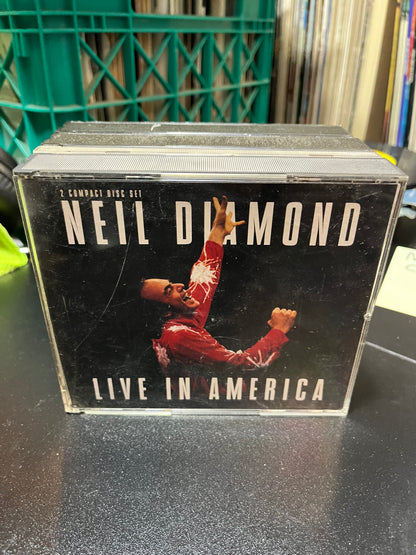 2 COMPACT DISC SET
NEIL DIAMOND
LIVE IN AMERICA